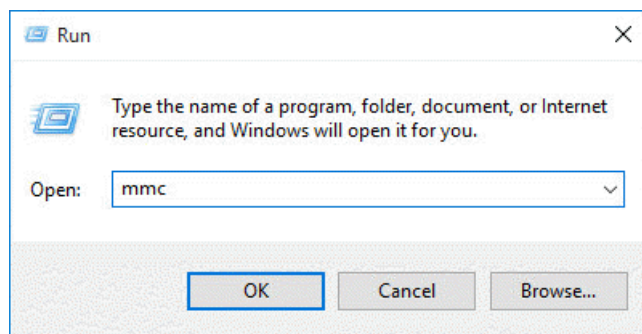 Run
Type the name of a program, folder, document, or Internet
resource, and Windows will open it for you.
Open: mmc
OK Cancel Browse...